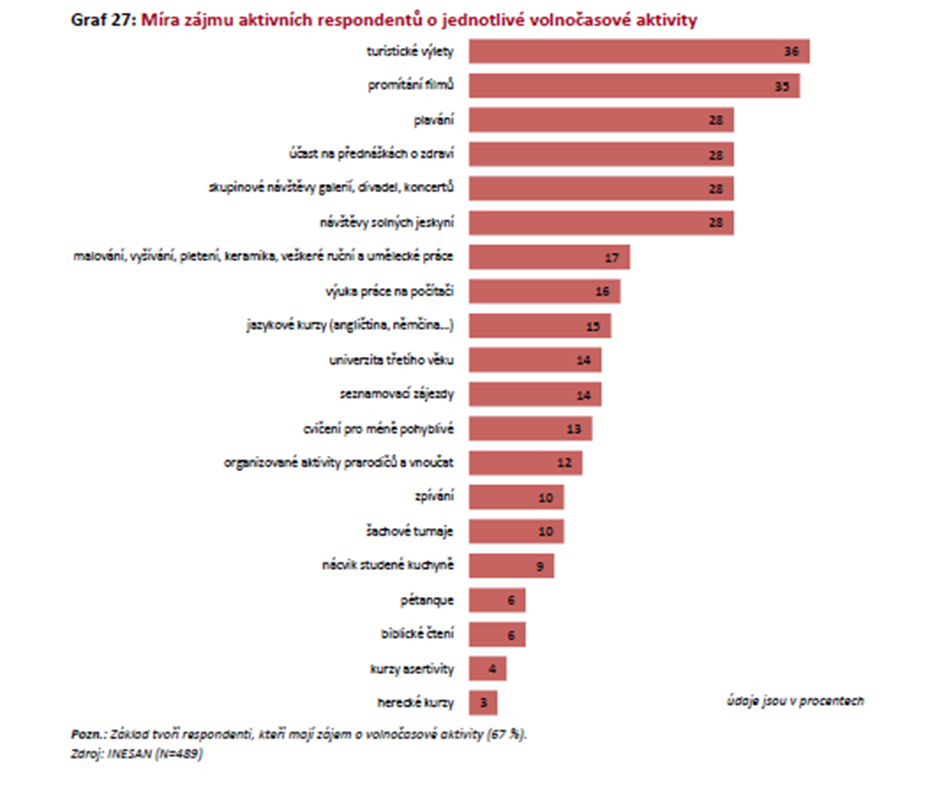 Graf 27: Míra zájmu aktivních respondentů o jednotlivé volnočasové aktivity
turistické výlety 36
promítání filmů 35
plavání 28
účast na přednáškách o zdraví 28
skupinové návštěvy galerií, divadel, koncertů 28
návštěvy solných jeskyní 28
malování, vyšívání, pletení, keramika, veškeré ruční a umělecké práce 17
výuka práce na počítači 16
jazykové kurzy (angličtina, němčina...) 15
univerzita třetího věku 14
seznamovací zájezdy 14
cvičení pro méně pohyblivé 13
organizované aktivity prarodičů a vnoučat 12
zpívání 10
šachové turnaje 10
nácvik studené kuchyně 9
pétanque 6
biblické čtení 6
kurzy asertivity 4
herecké kurzy 3
údaje jsou v procentech
Pozn.: Základ tvoří respondenti, kteří mají zájem o volnočasové aktivity (67 %).
Zdroj: INESAN (N=489)